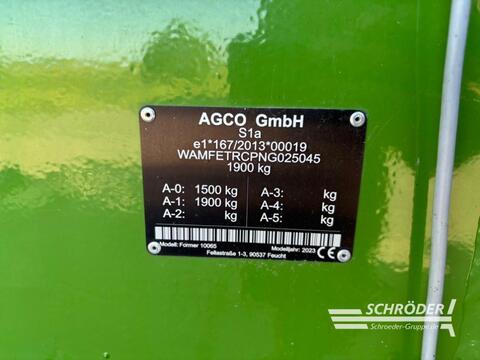 AGCO GmbH
S1a
e1*167/2013*00019
WAMFETRCPNG025045
1900 kg
A-0: 1500 kg A-3: kg
A-1: 1900 kg A-4: kg
A-2: kg A-5: kg
Modell: Former 10065 Modelljahr: 2023
Fellastraße 1-3, 90537 Feucht CE
SCHRÖDER
Schroeder-Gruppe.de